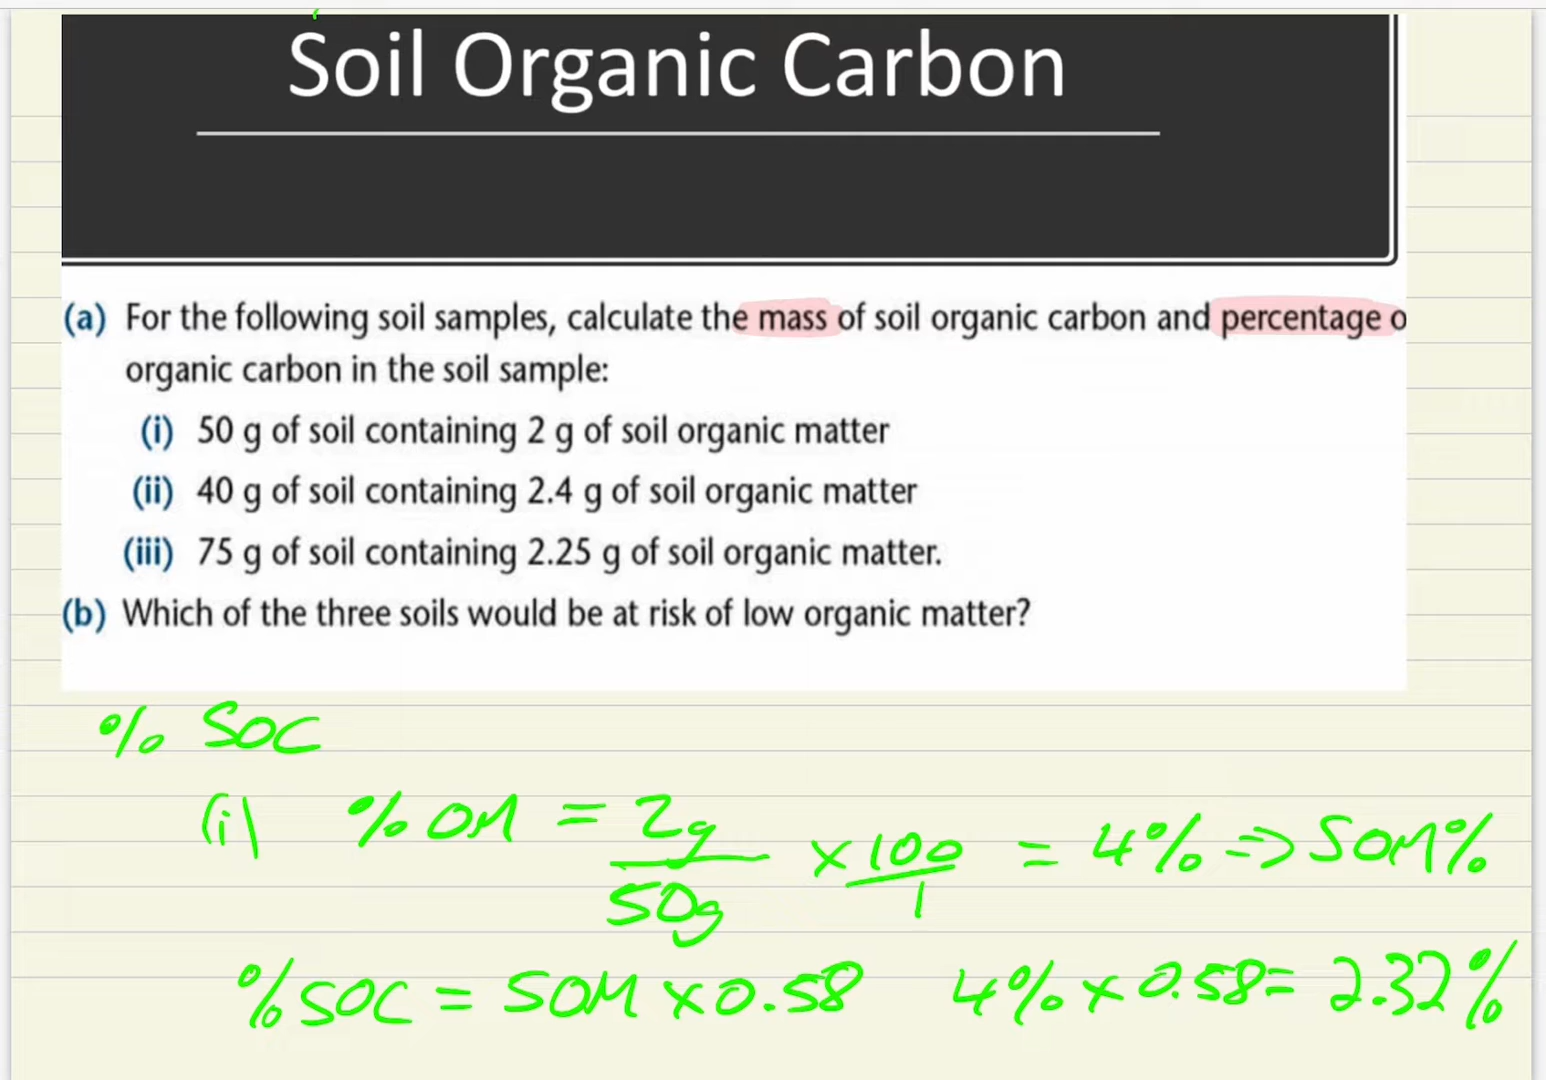 Soil Organic Carbon
(a) For the following soil samples, calculate the mass of soil organic carbon and percentage o
organic carbon in the soil sample:
(i) 50 g of soil containing 2 g of soil organic matter
(ii) 40 g of soil containing 2.4 g of soil organic matter
(iii) 75 g of soil containing 2.25 g of soil organic matter.
(b) Which of the three soils would be at risk of low organic matter?
% SOC
(i) % OM = 2g/50g × 100/1 = 4% => SOM%
% SOC = SOM × 0.58 4% × 0.58 = 2.32%